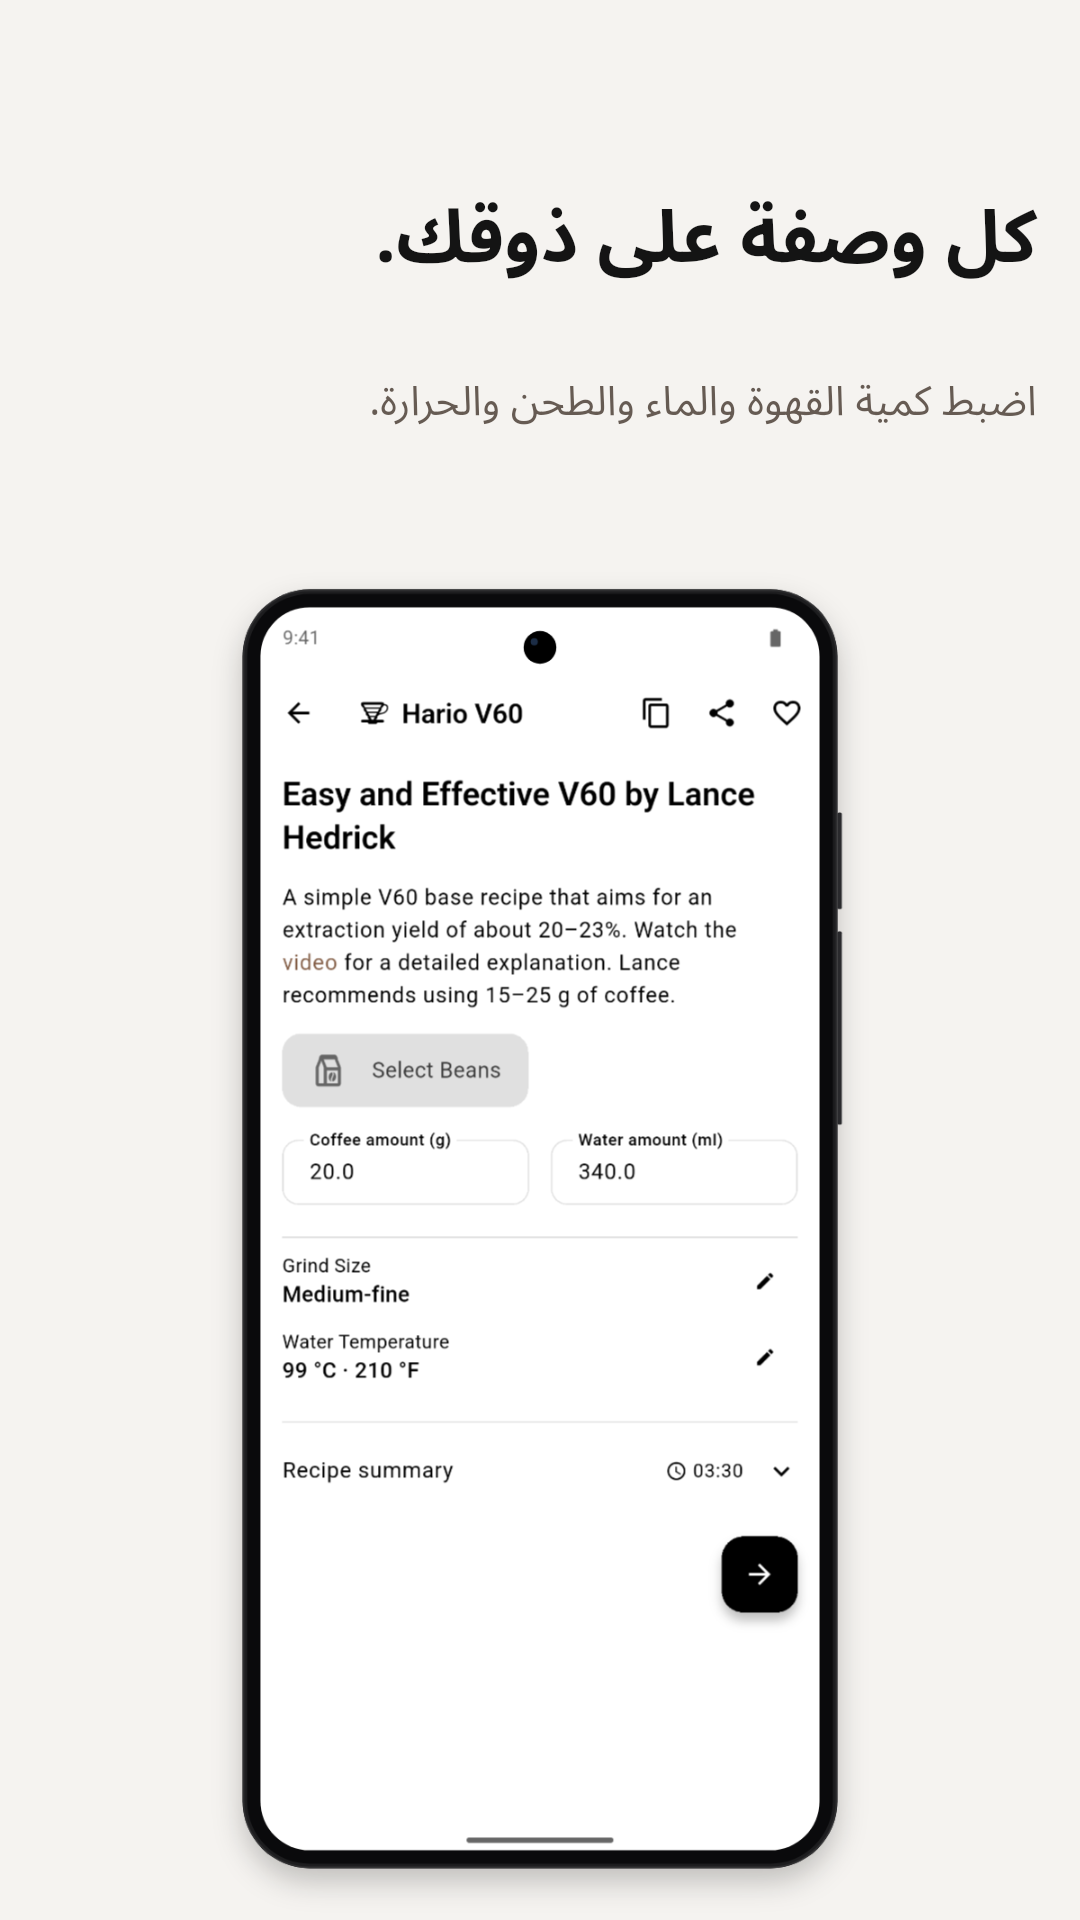 كل وصفة على ذوقك.
اضبط كمية القهوة والماء والطحن والحرارة.
9:41
Hario V60
Easy and Effective V60 by Lance
Hedrick
A simple V60 base recipe that aims for an
extraction yield of about 20–23%. Watch the
video for a detailed explanation. Lance
recommends using 15–25 g of coffee.
Select Beans
Coffee amount (g)
20.0
Water amount (ml)
340.0
Grind Size
Medium-fine
Water Temperature
99 °C · 210 °F
Recipe summary
03:30